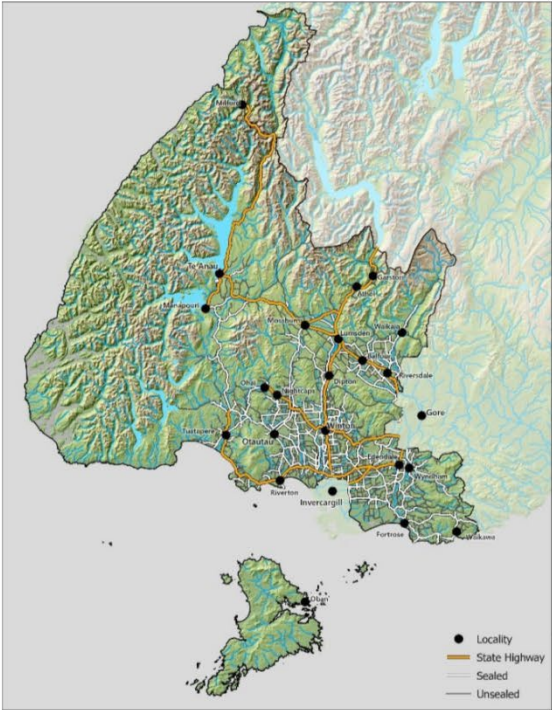 Milford
Te Anau
Garston
Athol
Manapouri
Mossburn
Lumsden
Waikaia
Balfour
Riversdale
Dipton
Ohai
Nightcaps
Gore
Tuatapere
Otautau
Winton
Edendale
Wyndham
Riverton
Invercargill
Fortrose
Waikawa
Oban
Locality
State Highway
Sealed
Unsealed